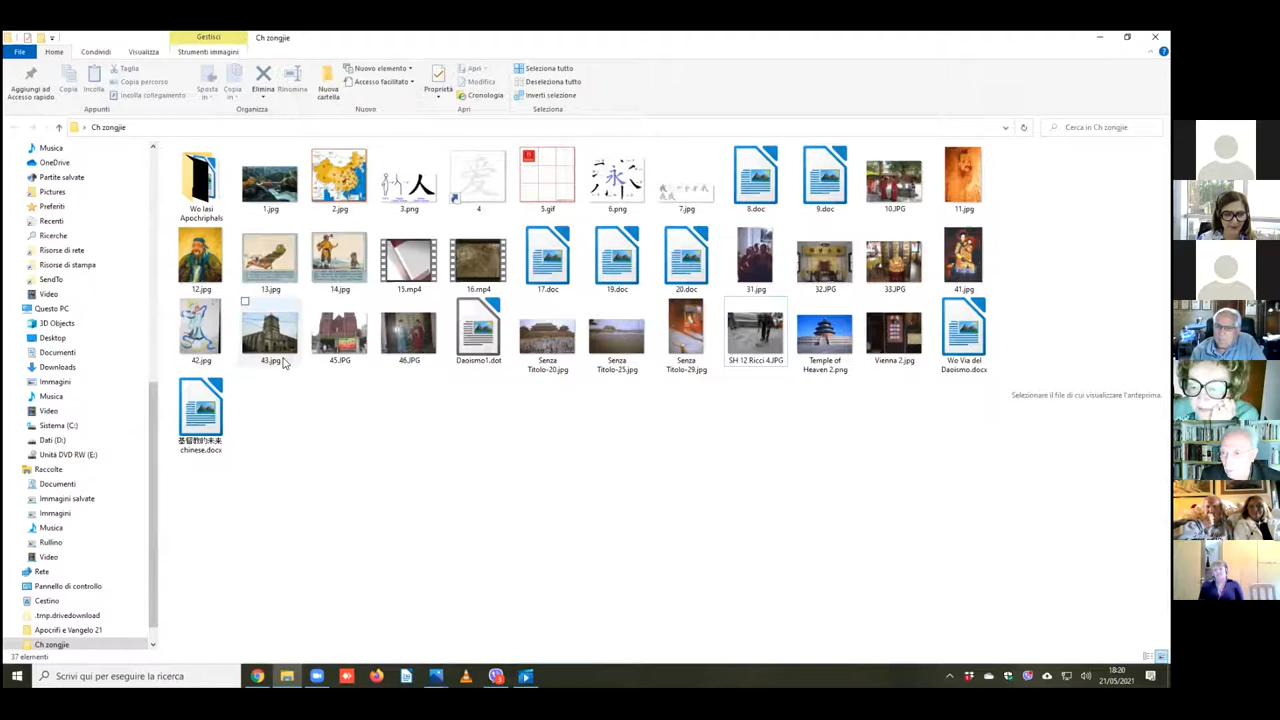 Gestisci
Ch zongjie
File
Home
Condividi
Visualizza
Strumenti immagini
Aggiungi ad
Accesso rapido
Copia
Incolla
Taglia
Copia percorso
Incolla collegamento
Appunti
Sposta
in
Copia
in
Elimina
Rinomina
Organizza
Nuova
cartella
Nuovo elemento
Accesso facilitato
Nuovo
Proprietà
Apri
Modifica
Cronologia
Apri
Seleziona tutto
Deseleziona tutto
Inverti selezione
Seleziona
Ch zongjie
Cerca in Ch zongjie
Musica
OneDrive
Partite salvate
Pictures
Preferiti
Recenti
Ricerche
Risorse di rete
Risorse di stampa
SendTo
Video
Questo PC
3D Objects
Desktop
Documenti
Downloads
Immagini
Musica
Video
Sistema (C:)
Dati (D:)
Unità DVD RW (E:)
Raccolte
Documenti
Immagini salvate
Immagini
Musica
Rullino
Video
Rete
Pannello di controllo
Cestino
.tmp.drivedownload
Apocrifi e Vangelo 21
Ch zongjie
37 elementi
人
永
Wo Iasi
Apochriphals
1.jpg
2.jpg
3.png
4
5.gif
6.png
7.jpg
8.doc
9.doc
10.JPG
11.jpg
12.jpg
13.jpg
14.jpg
15.mp4
16.mp4
17.doc
19.doc
20.doc
31.jpg
32.JPG
33.JPG
41.jpg
42.jpg
43.jpg
45.JPG
46.JPG
Daoismo1.dot
Senza
Titolo-20.jpg
Senza
Titolo-25.jpg
Senza
Titolo-29.jpg
SH 12 Ricci 4.JPG
Temple of
Heaven 2.png
Vienna 2.jpg
Wo Via del
Daoismo.docx
基督教的未来
chinese.docx
Selezionare il file di cui visualizzare l'anteprima.
Scrivi qui per eseguire la ricerca
18:20
21/05/2021